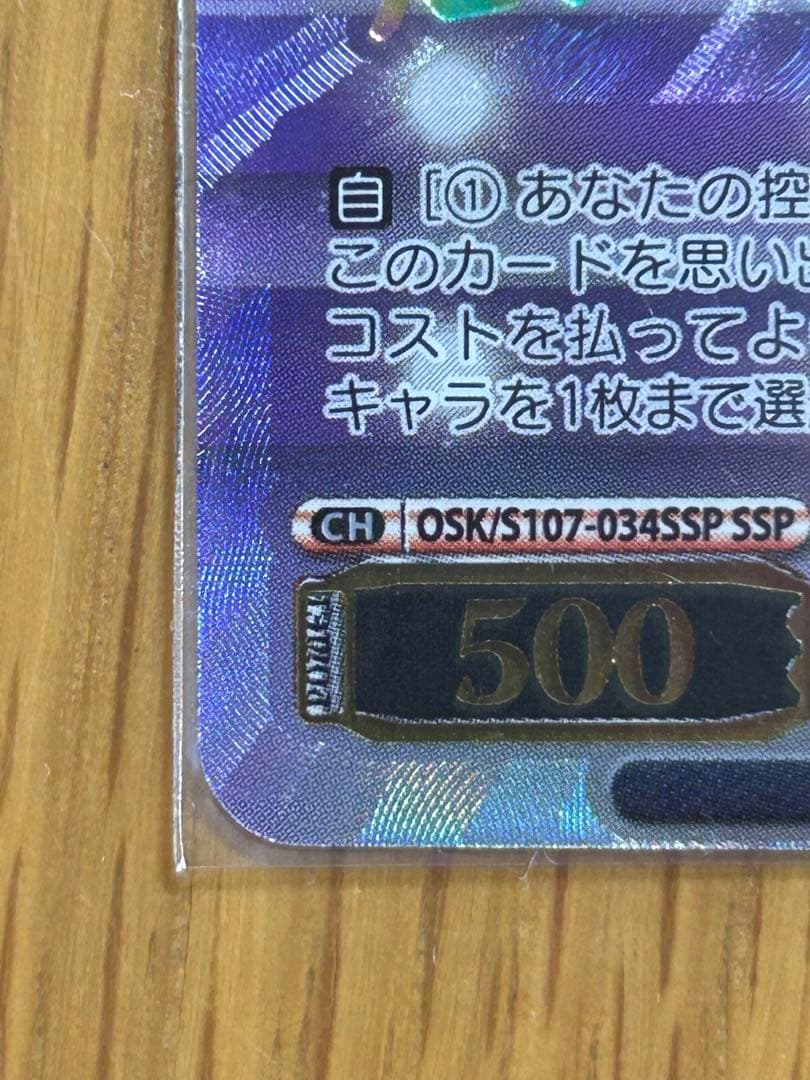 自［① あなたの控
このカードを思い出
コストを払ってよ
キャラを1枚まで選
CH OSK/S107-034SSP SSP
500